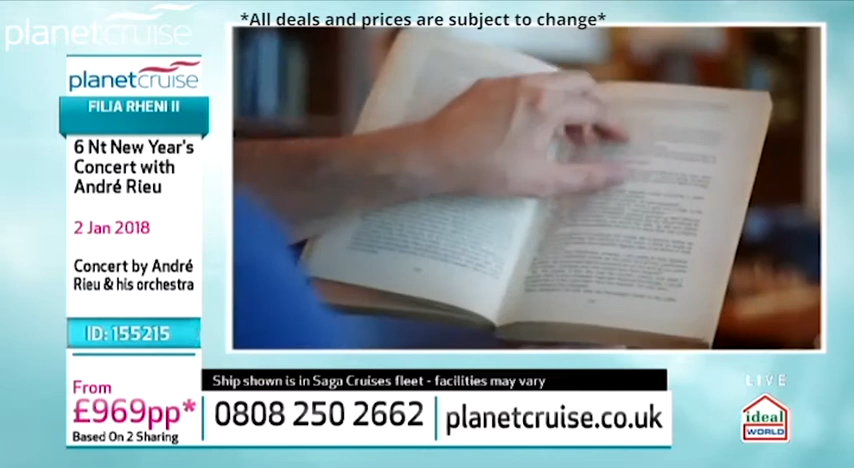 *All deals and prices are subject to change*
planetcruise
planetcruise
FILIA RHENI II
6 Nt New Year's
Concert with
André Rieu
2 Jan 2018
Concert by André
Rieu & his orchestra
ID: 155215
From
£969pp*
Based On 2 Sharing
Ship shown is in Saga Cruises fleet - facilities may vary
0808 250 2662
planetcruise.co.uk
LIVE
ideal
WORLD